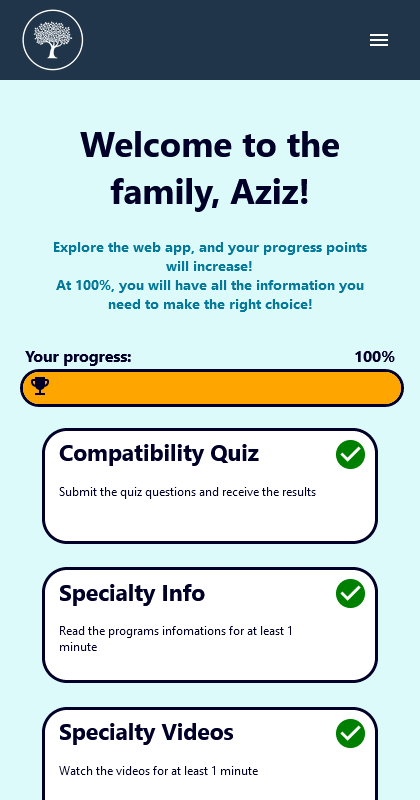 Welcome to the
family, Aziz!
Explore the web app, and your progress points
will increase!
At 100%, you will have all the information you
need to make the right choice!
Your progress: 100%
Compatibility Quiz
Submit the quiz questions and receive the results
Specialty Info
Read the programs infomations for at least 1
minute
Specialty Videos
Watch the videos for at least 1 minute